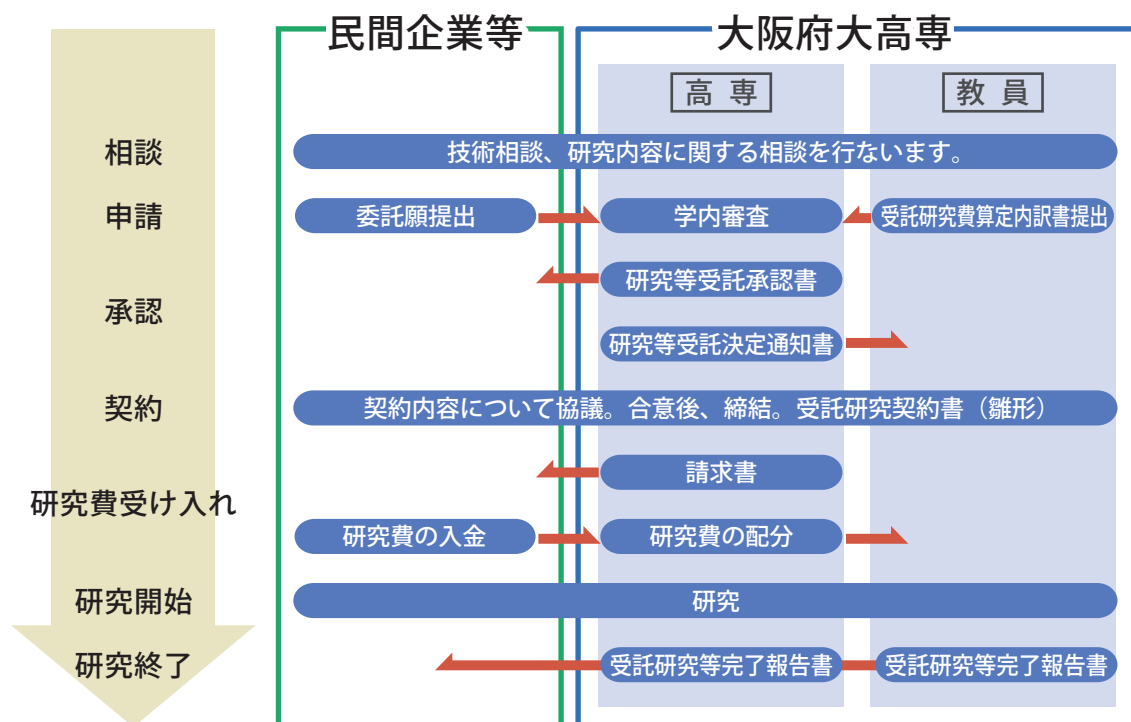 民間企業等
大阪府大高専
高専
教員
相談
技術相談、研究内容に関する相談を行ないます。
申請
委託願提出
学内審査
受託研究費算定内訳書提出
承認
研究等受託承認書
研究等受託決定通知書
契約
契約内容について協議。合意後、締結。受託研究契約書（雛形）
研究費受け入れ
請求書
研究費の入金
研究費の配分
研究開始
研究
研究終了
受託研究等完了報告書
受託研究等完了報告書